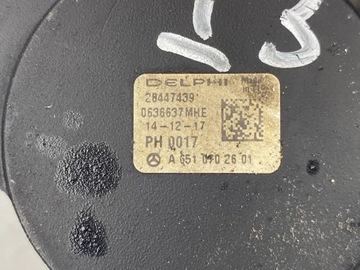 DELPHI
28447439
0636637MHE
14-12-17
PH 0017
A 651 070 26 01